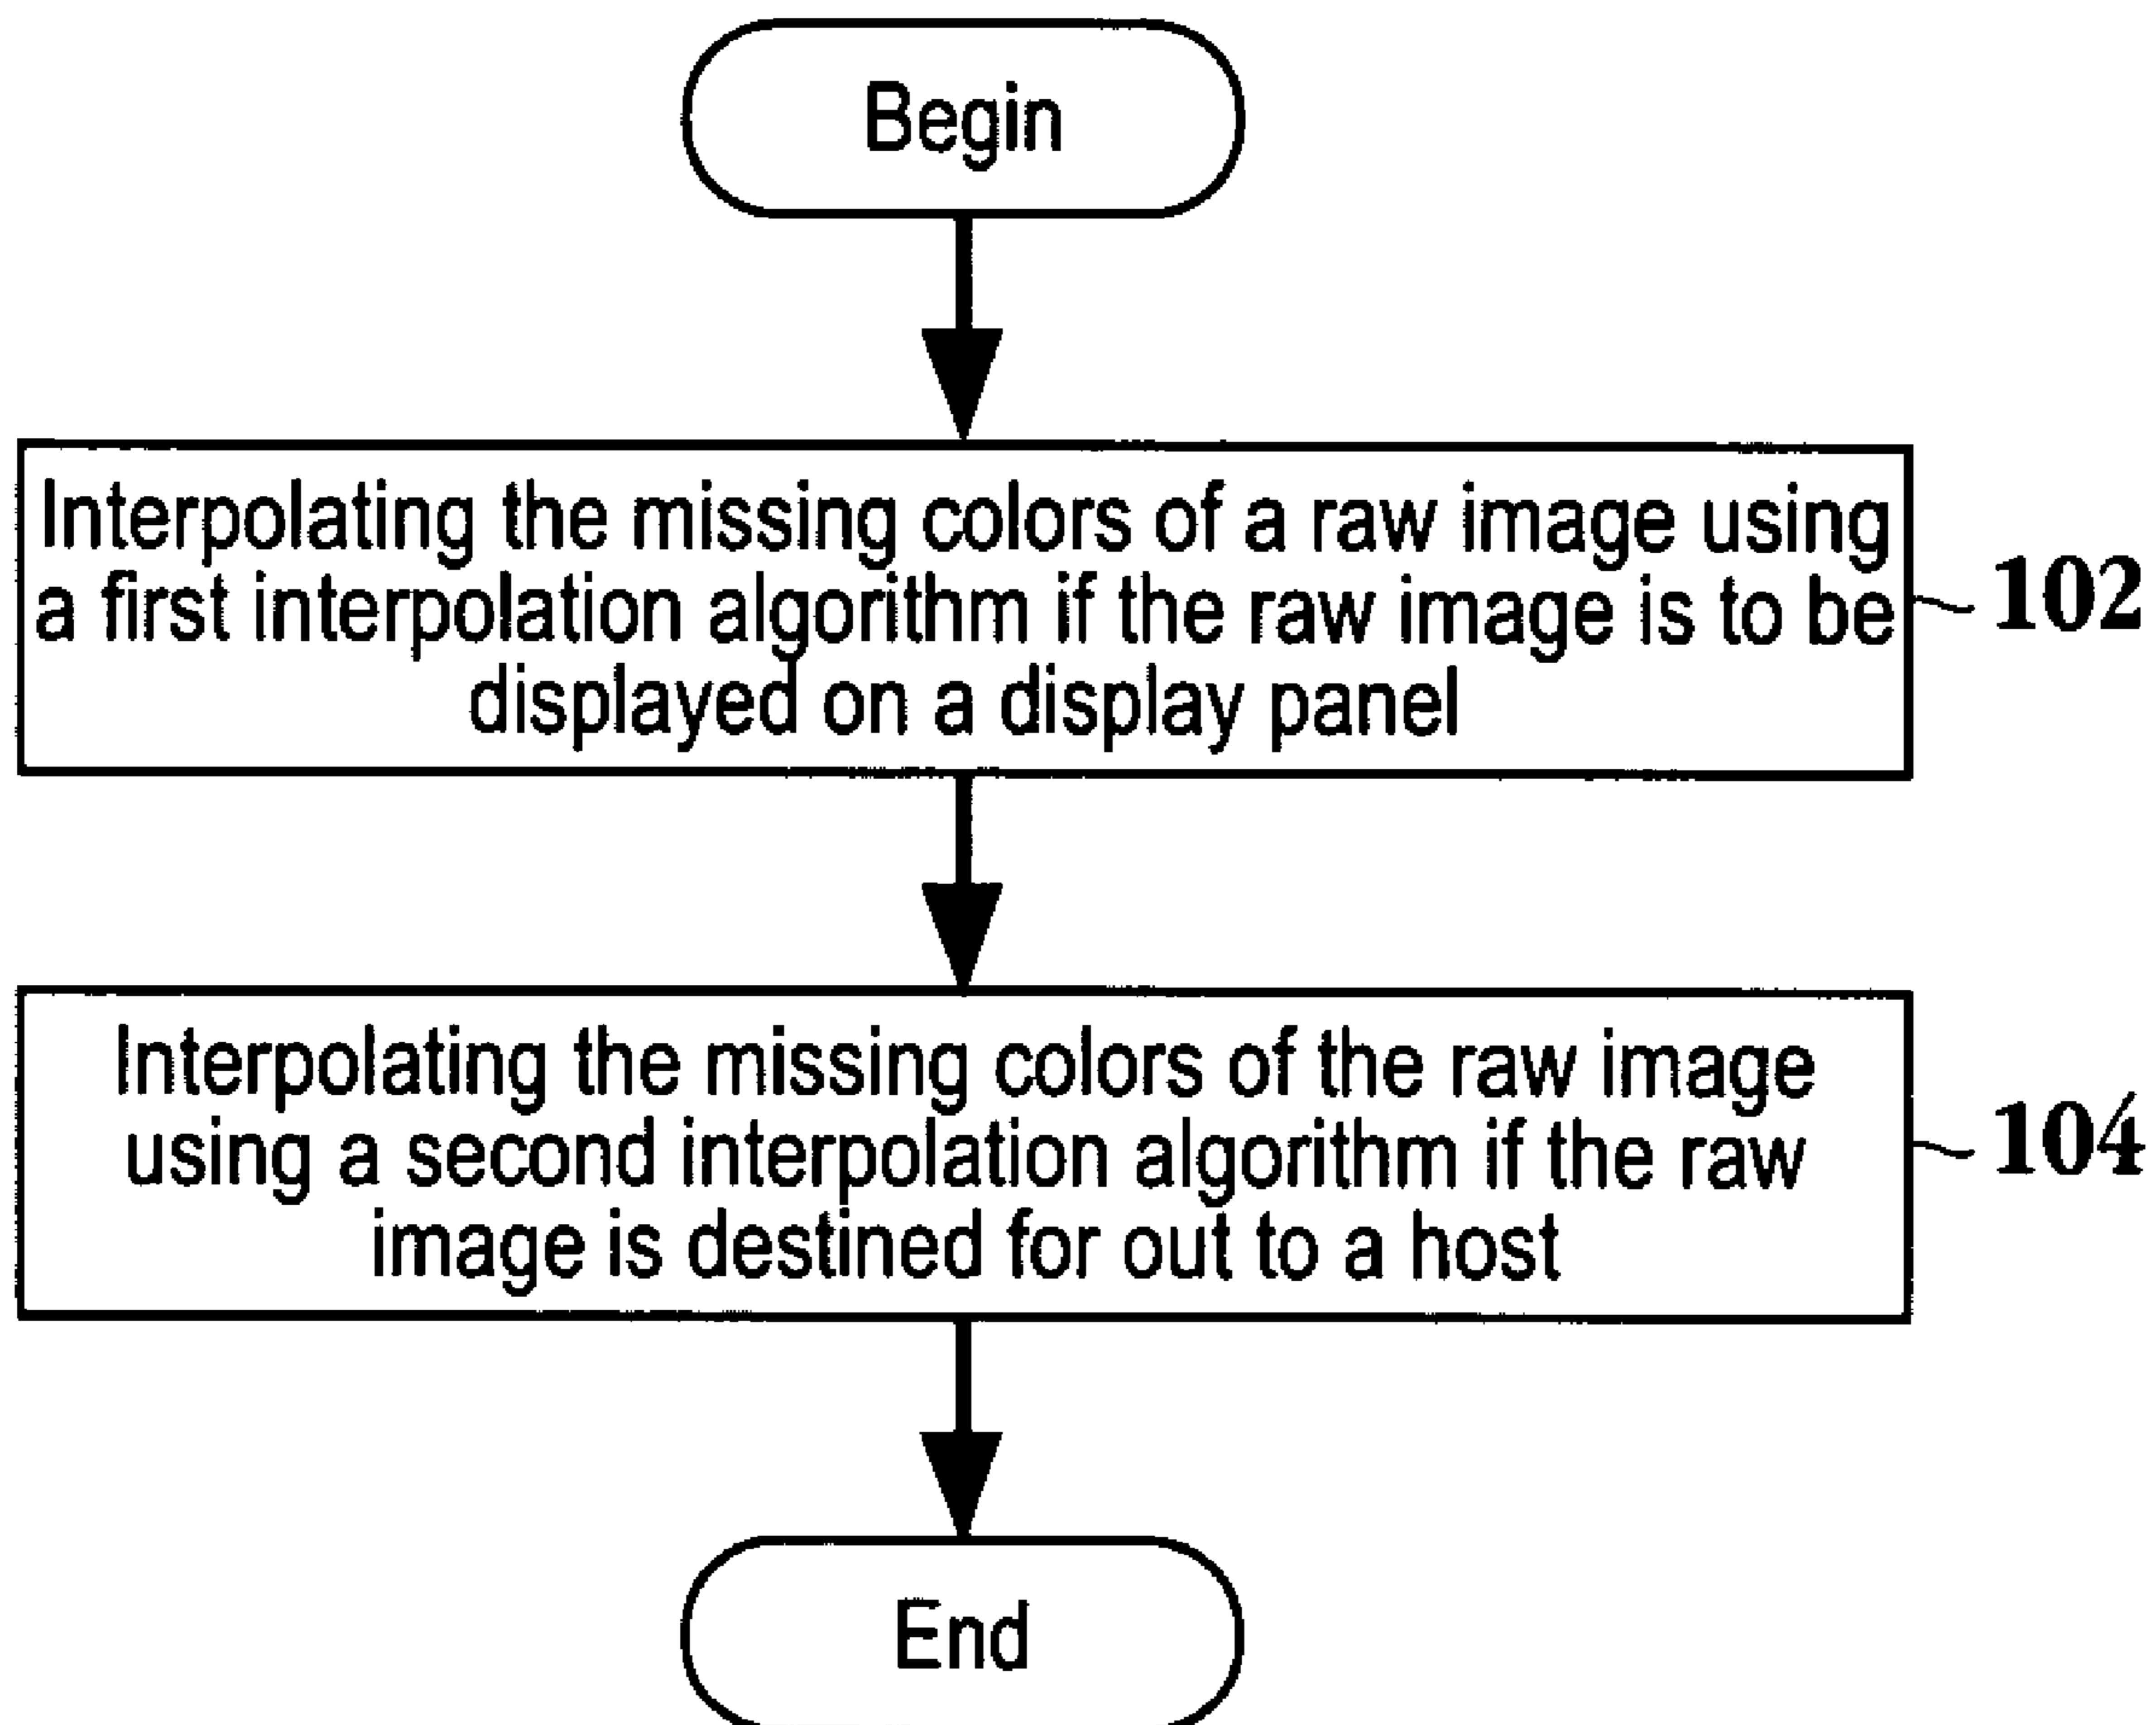 Begin
Interpolating the missing colors of a raw image using
a first interpolation algorithm if the raw image is to be
displayed on a display panel
102
Interpolating the missing colors of the raw image
using a second interpolation algorithm if the raw
image is destined for out to a host
104
End